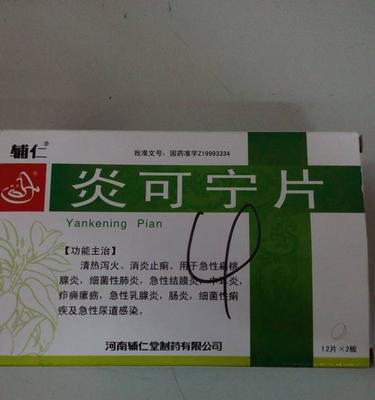 辅仁®
批准文号：国药准字Z19993334
炎可宁片
Yankening Pian
【功能主治】
清热泻火。消炎止痢。用于急性扁桃
腺炎，细菌性肺炎，急性结膜炎，中耳炎，
疖痈瘰疬，急性乳腺炎，肠炎，细菌性痢
疾及急性尿道感染。
12片×2板
河南辅仁堂制药有限公司